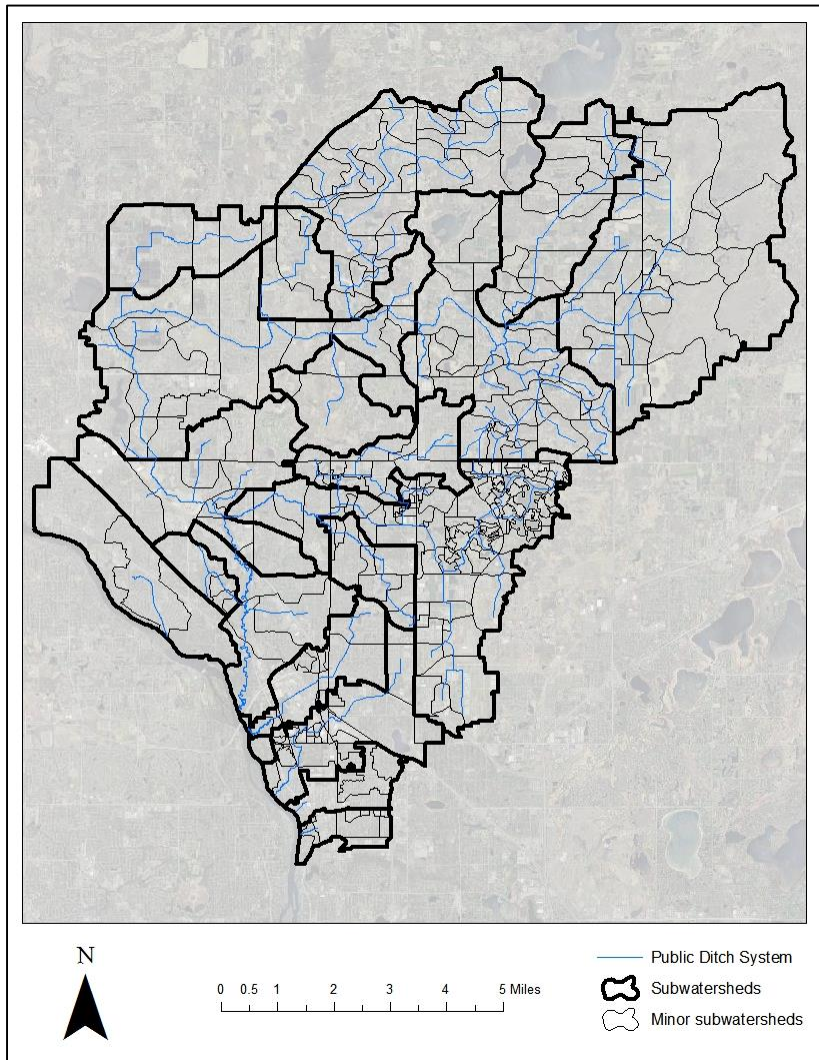 N
0 0.5 1 2 3 4 5 Miles
Public Ditch System
Subwatersheds
Minor subwatersheds